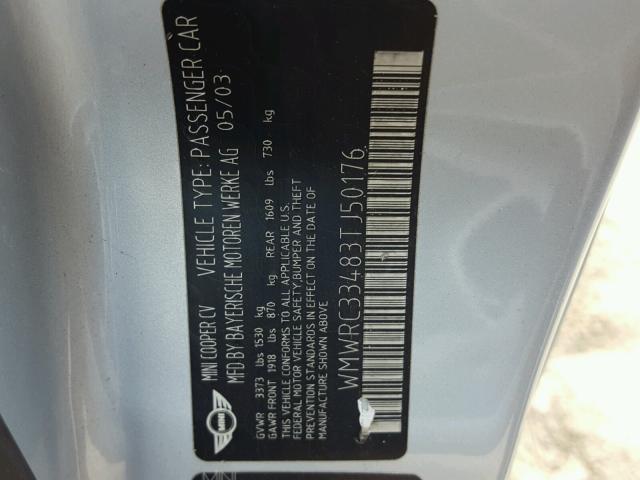 MINI COOPER CV VEHICLE TYPE: PASSENGER CAR
MFD BY BAYERISCHE MOTOREN WERKE AG 05/03
GVWR 3373 lbs 1530 kg
GAWR FRONT 1918 lbs 870 kg REAR 1609 lbs 730 kg
THIS VEHICLE CONFORMS TO ALL APPLICABLE U.S.
FEDERAL MOTOR VEHICLE SAFETY,BUMPER AND THEFT
PREVENTION STANDARDS IN EFFECT ON THE DATE OF
MANUFACTURE SHOWN ABOVE
WMWRC33483TJ50176
MINI